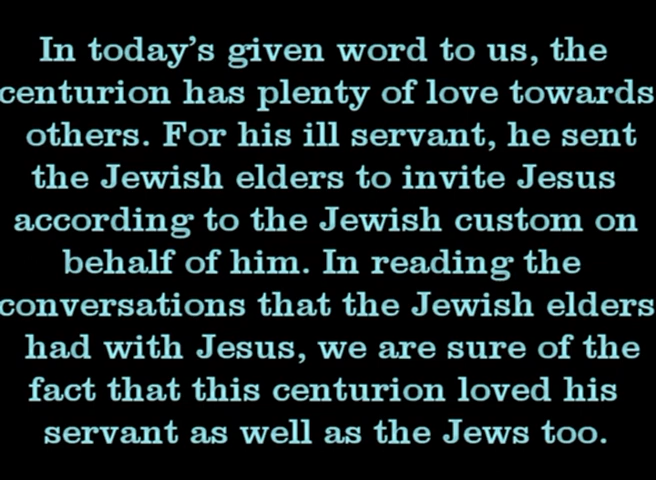 In today's given word to us, the
centurion has plenty of love towards
others. For his ill servant, he sent
the Jewish elders to invite Jesus
according to the Jewish custom on
behalf of him. In reading the
conversations that the Jewish elders
had with Jesus, we are sure of the
fact that this centurion loved his
servant as well as the Jews too.